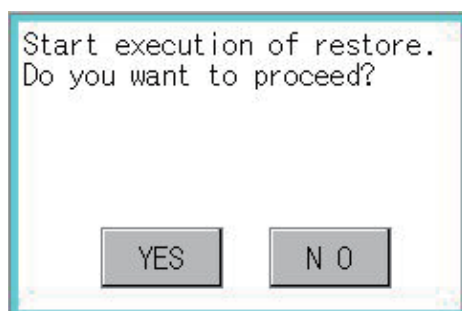 Start execution of restore.
Do you want to proceed?
YES
N O